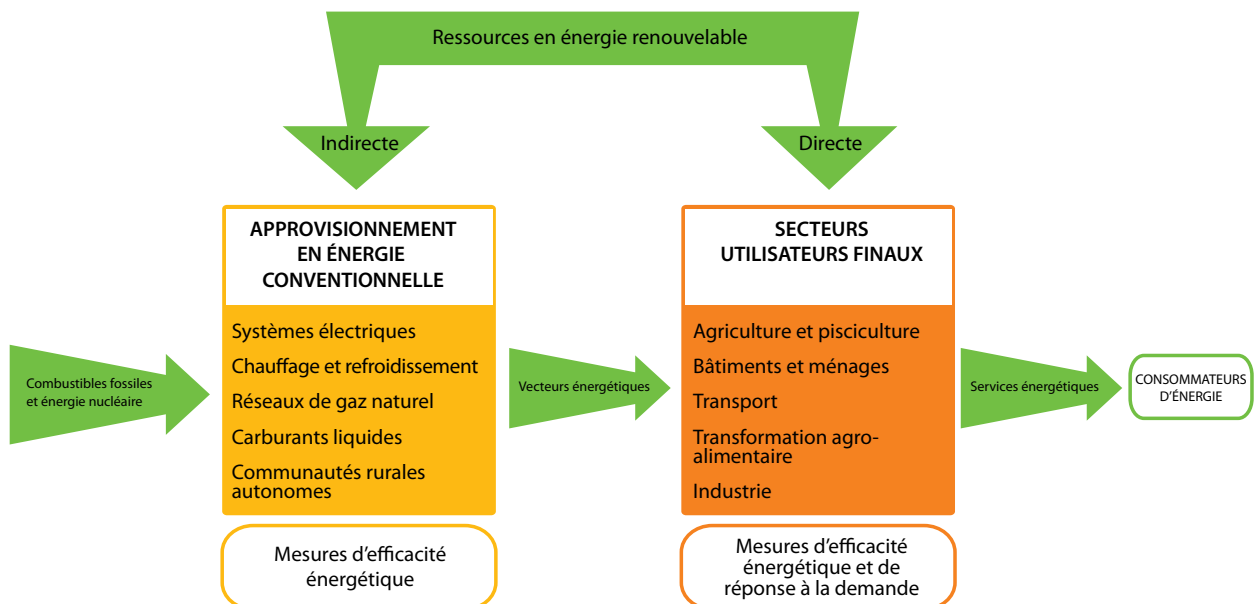 Ressources en énergie renouvelable
Indirecte
Directe
APPROVISIONNEMENT
EN ÉNERGIE
CONVENTIONNELLE
SECTEURS
UTILISATEURS FINAUX
Combustibles fossiles
et énergie nucléaire
Systèmes électriques
Chauffage et refroidissement
Réseaux de gaz naturel
Carburants liquides
Communautés rurales
autonomes
Vecteurs énergétiques
Agriculture et pisciculture
Bâtiments et ménages
Transport
Transformation agro-
alimentaire
Industrie
Services énergétiques
CONSOMMATEURS
D'ÉNERGIE
Mesures d'efficacité
énergétique
Mesures d'efficacité
énergétique et de
réponse à la demande